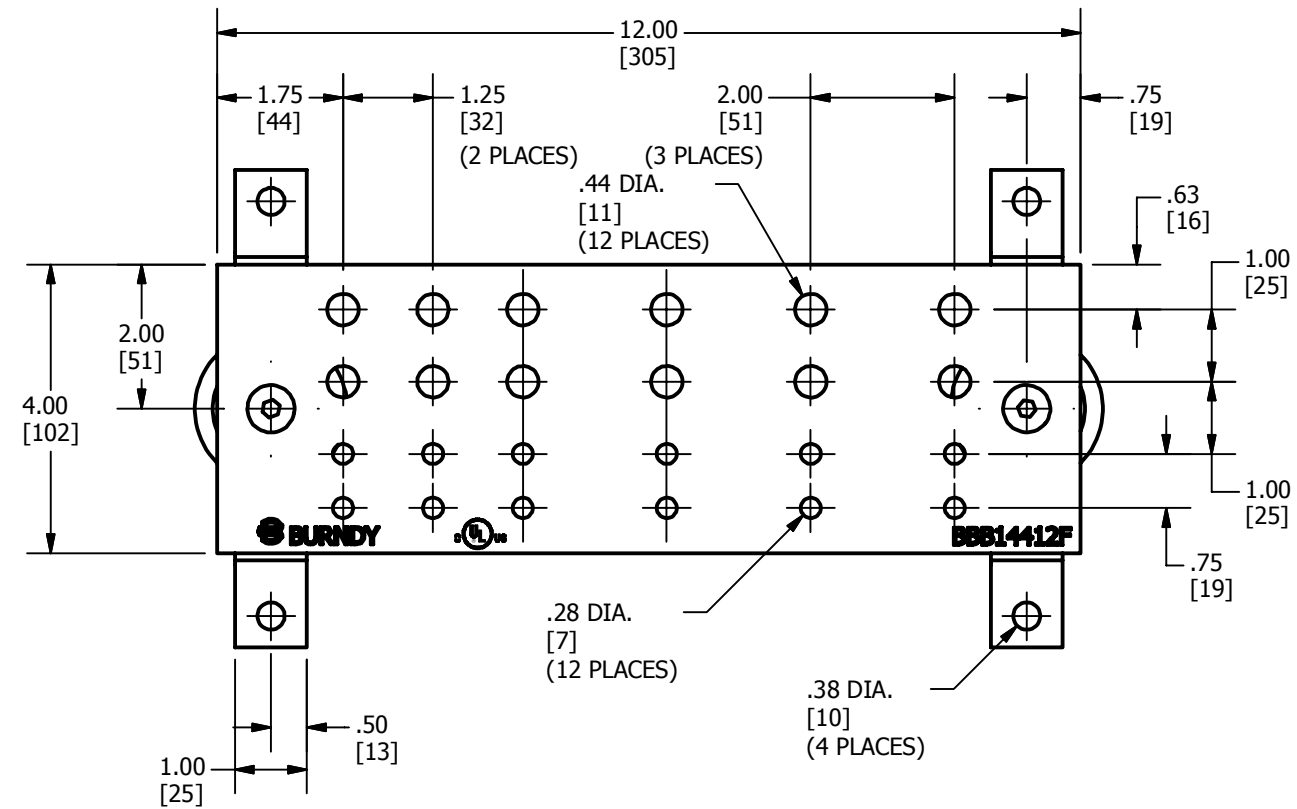 12.00
[305]
1.75
[44]
1.25
[32]
(2 PLACES)
2.00
[51]
(3 PLACES)
.75
[19]
.44 DIA.
[11]
(12 PLACES)
.63
[16]
1.00
[25]
2.00
[51]
4.00
[102]
1.00
[25]
.75
[19]
BURNDY
C UL US
BBB14412F
.28 DIA.
[7]
(12 PLACES)
.38 DIA.
[10]
(4 PLACES)
.50
[13]
1.00
[25]